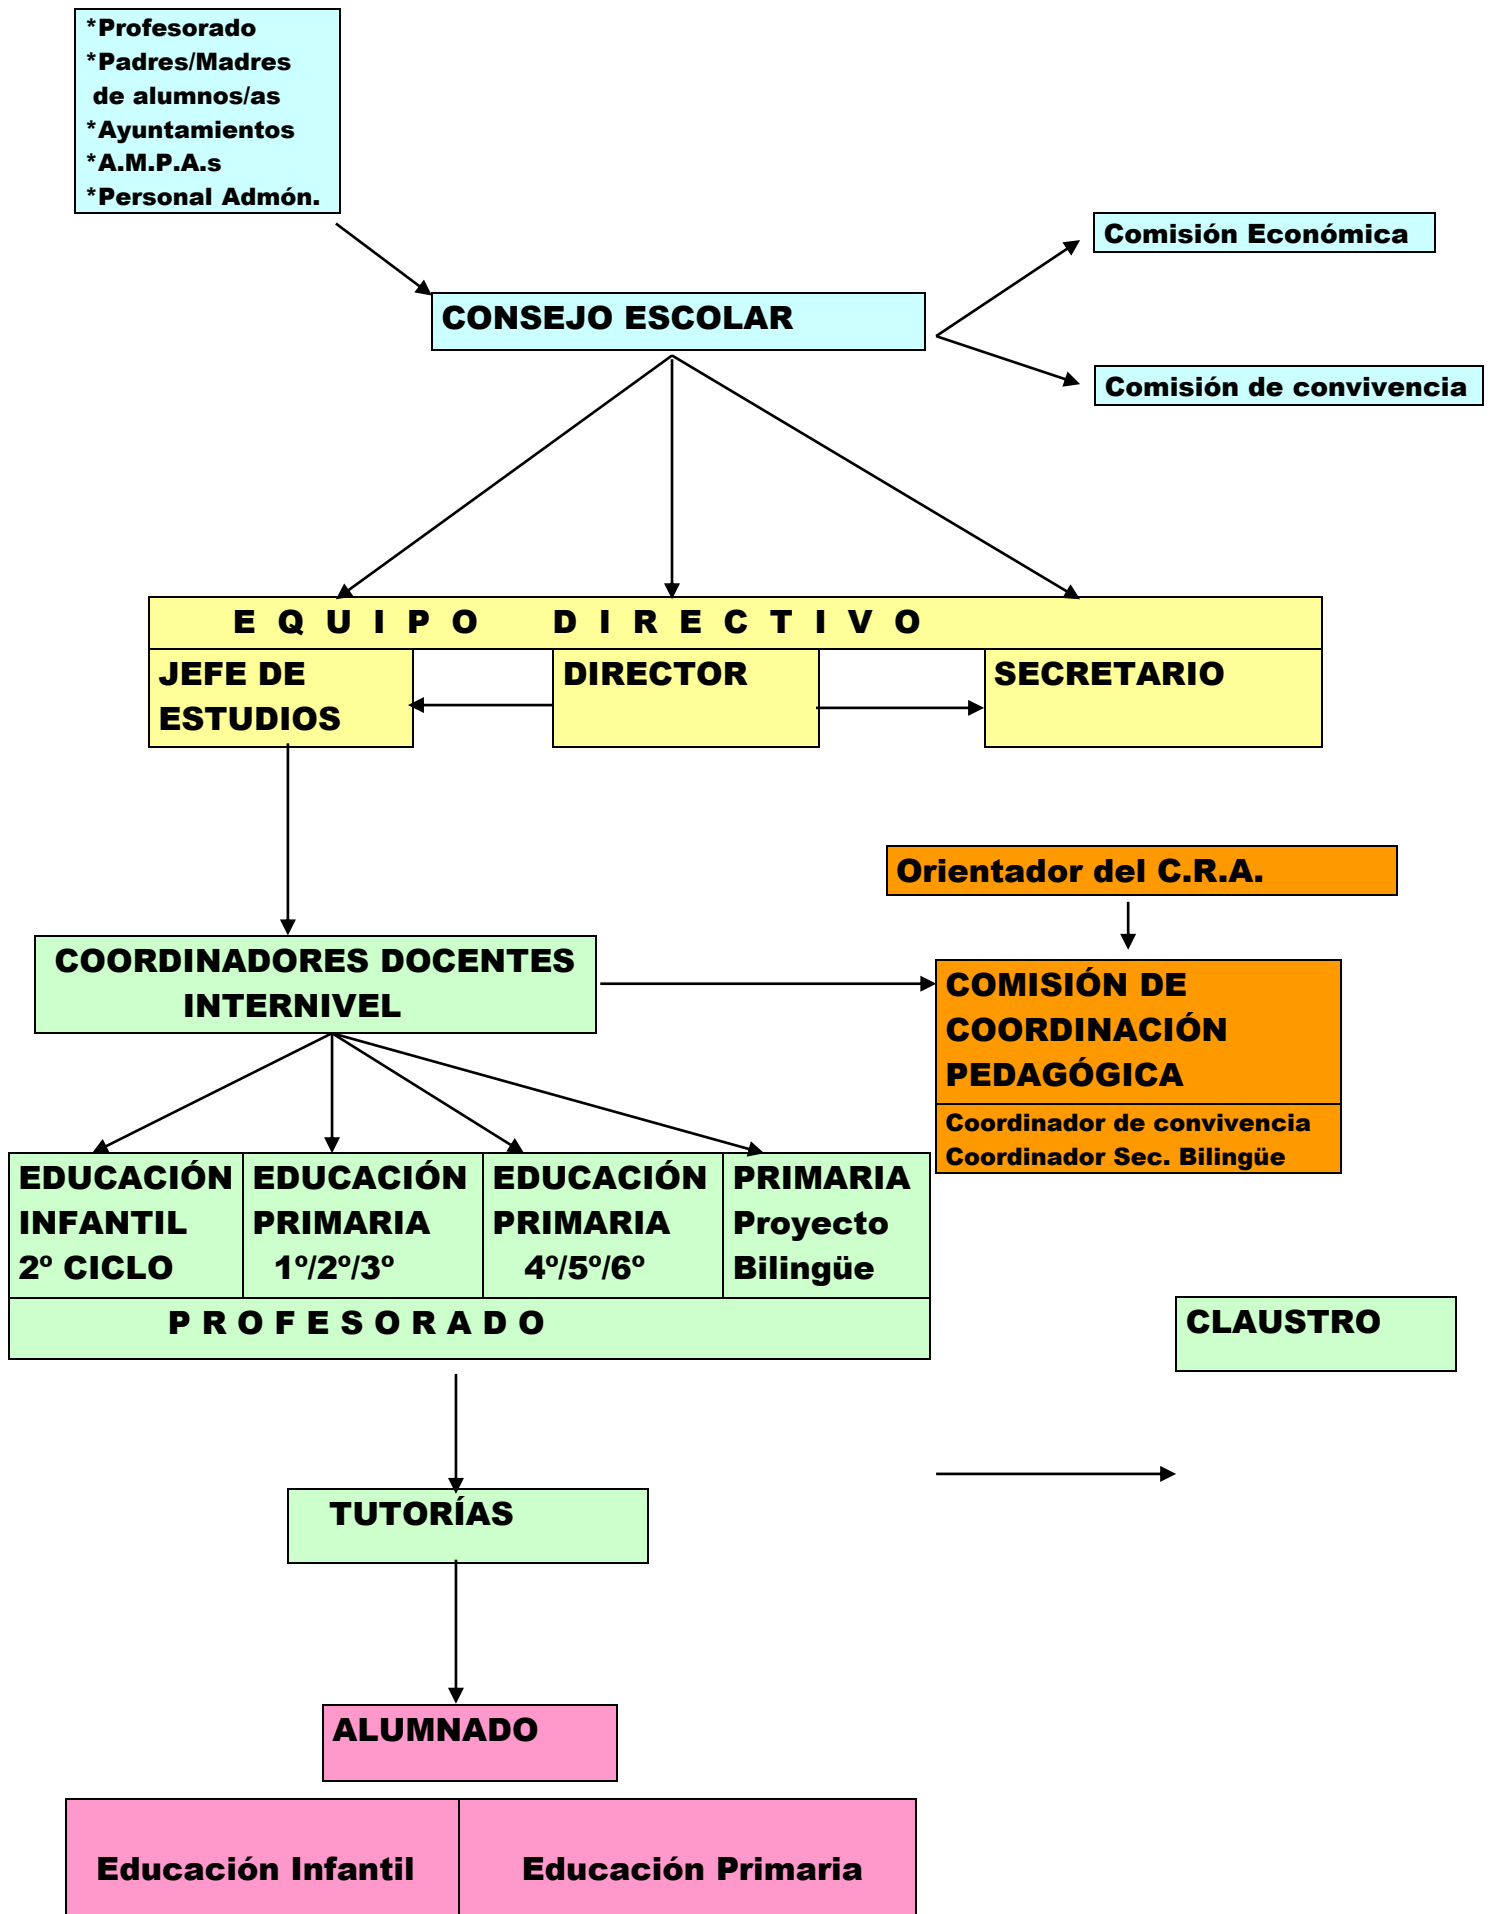 *Profesorado
*Padres/Madres
de alumnos/as
*Ayuntamientos
*A.M.P.A.s
*Personal Admón.
Comisión Económica
CONSEJO ESCOLAR
Comisión de convivencia
E Q U I P O D I R E C T I V O
JEFE DE
ESTUDIOS
DIRECTOR
SECRETARIO
Orientador del C.R.A.
COORDINADORES DOCENTES
INTERNIVEL
COMISIÓN DE
COORDINACIÓN
PEDAGÓGICA
Coordinador de convivencia
Coordinador Sec. Bilingüe
EDUCACIÓN
INFANTIL
2º CICLO
EDUCACIÓN
PRIMARIA
1º/2º/3º
EDUCACIÓN
PRIMARIA
4º/5º/6º
PRIMARIA
Proyecto
Bilingüe
P R O F E S O R A D O
CLAUSTRO
TUTORÍAS
ALUMNADO
Educación Infantil
Educación Primaria